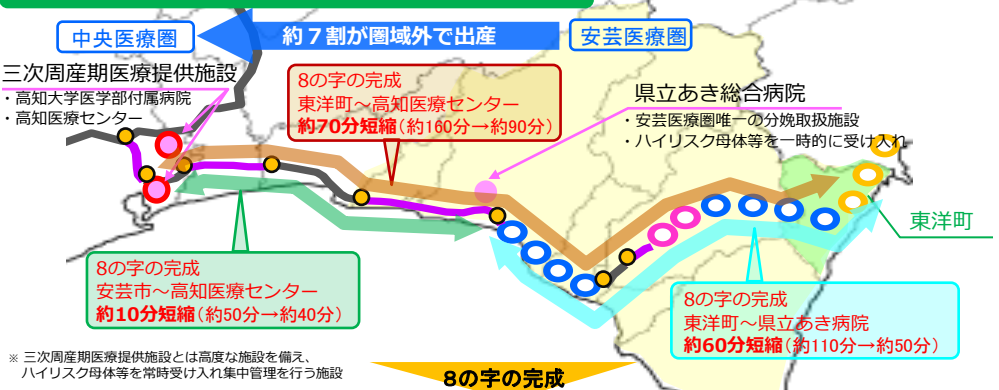 中央医療圏
約７割が圏域外で出産
安芸医療圏
三次周産期医療提供施設
・高知大学医学部付属病院
・高知医療センター
8の字の完成
東洋町～高知医療センター
約70分短縮(約160分→約90分)
県立あき総合病院
・安芸医療圏唯一の分娩取扱施設
・ハイリスク母体等を一時的に受け入れ
東洋町
8の字の完成
安芸市～高知医療センター
約10分短縮(約50分→約40分)
8の字の完成
東洋町～県立あき病院
約60分短縮(約110分→約50分)
※ 三次周産期医療提供施設とは高度な施設を備え、
ハイリスク母体等を常時受け入れ集中管理を行う施設
8の字の完成